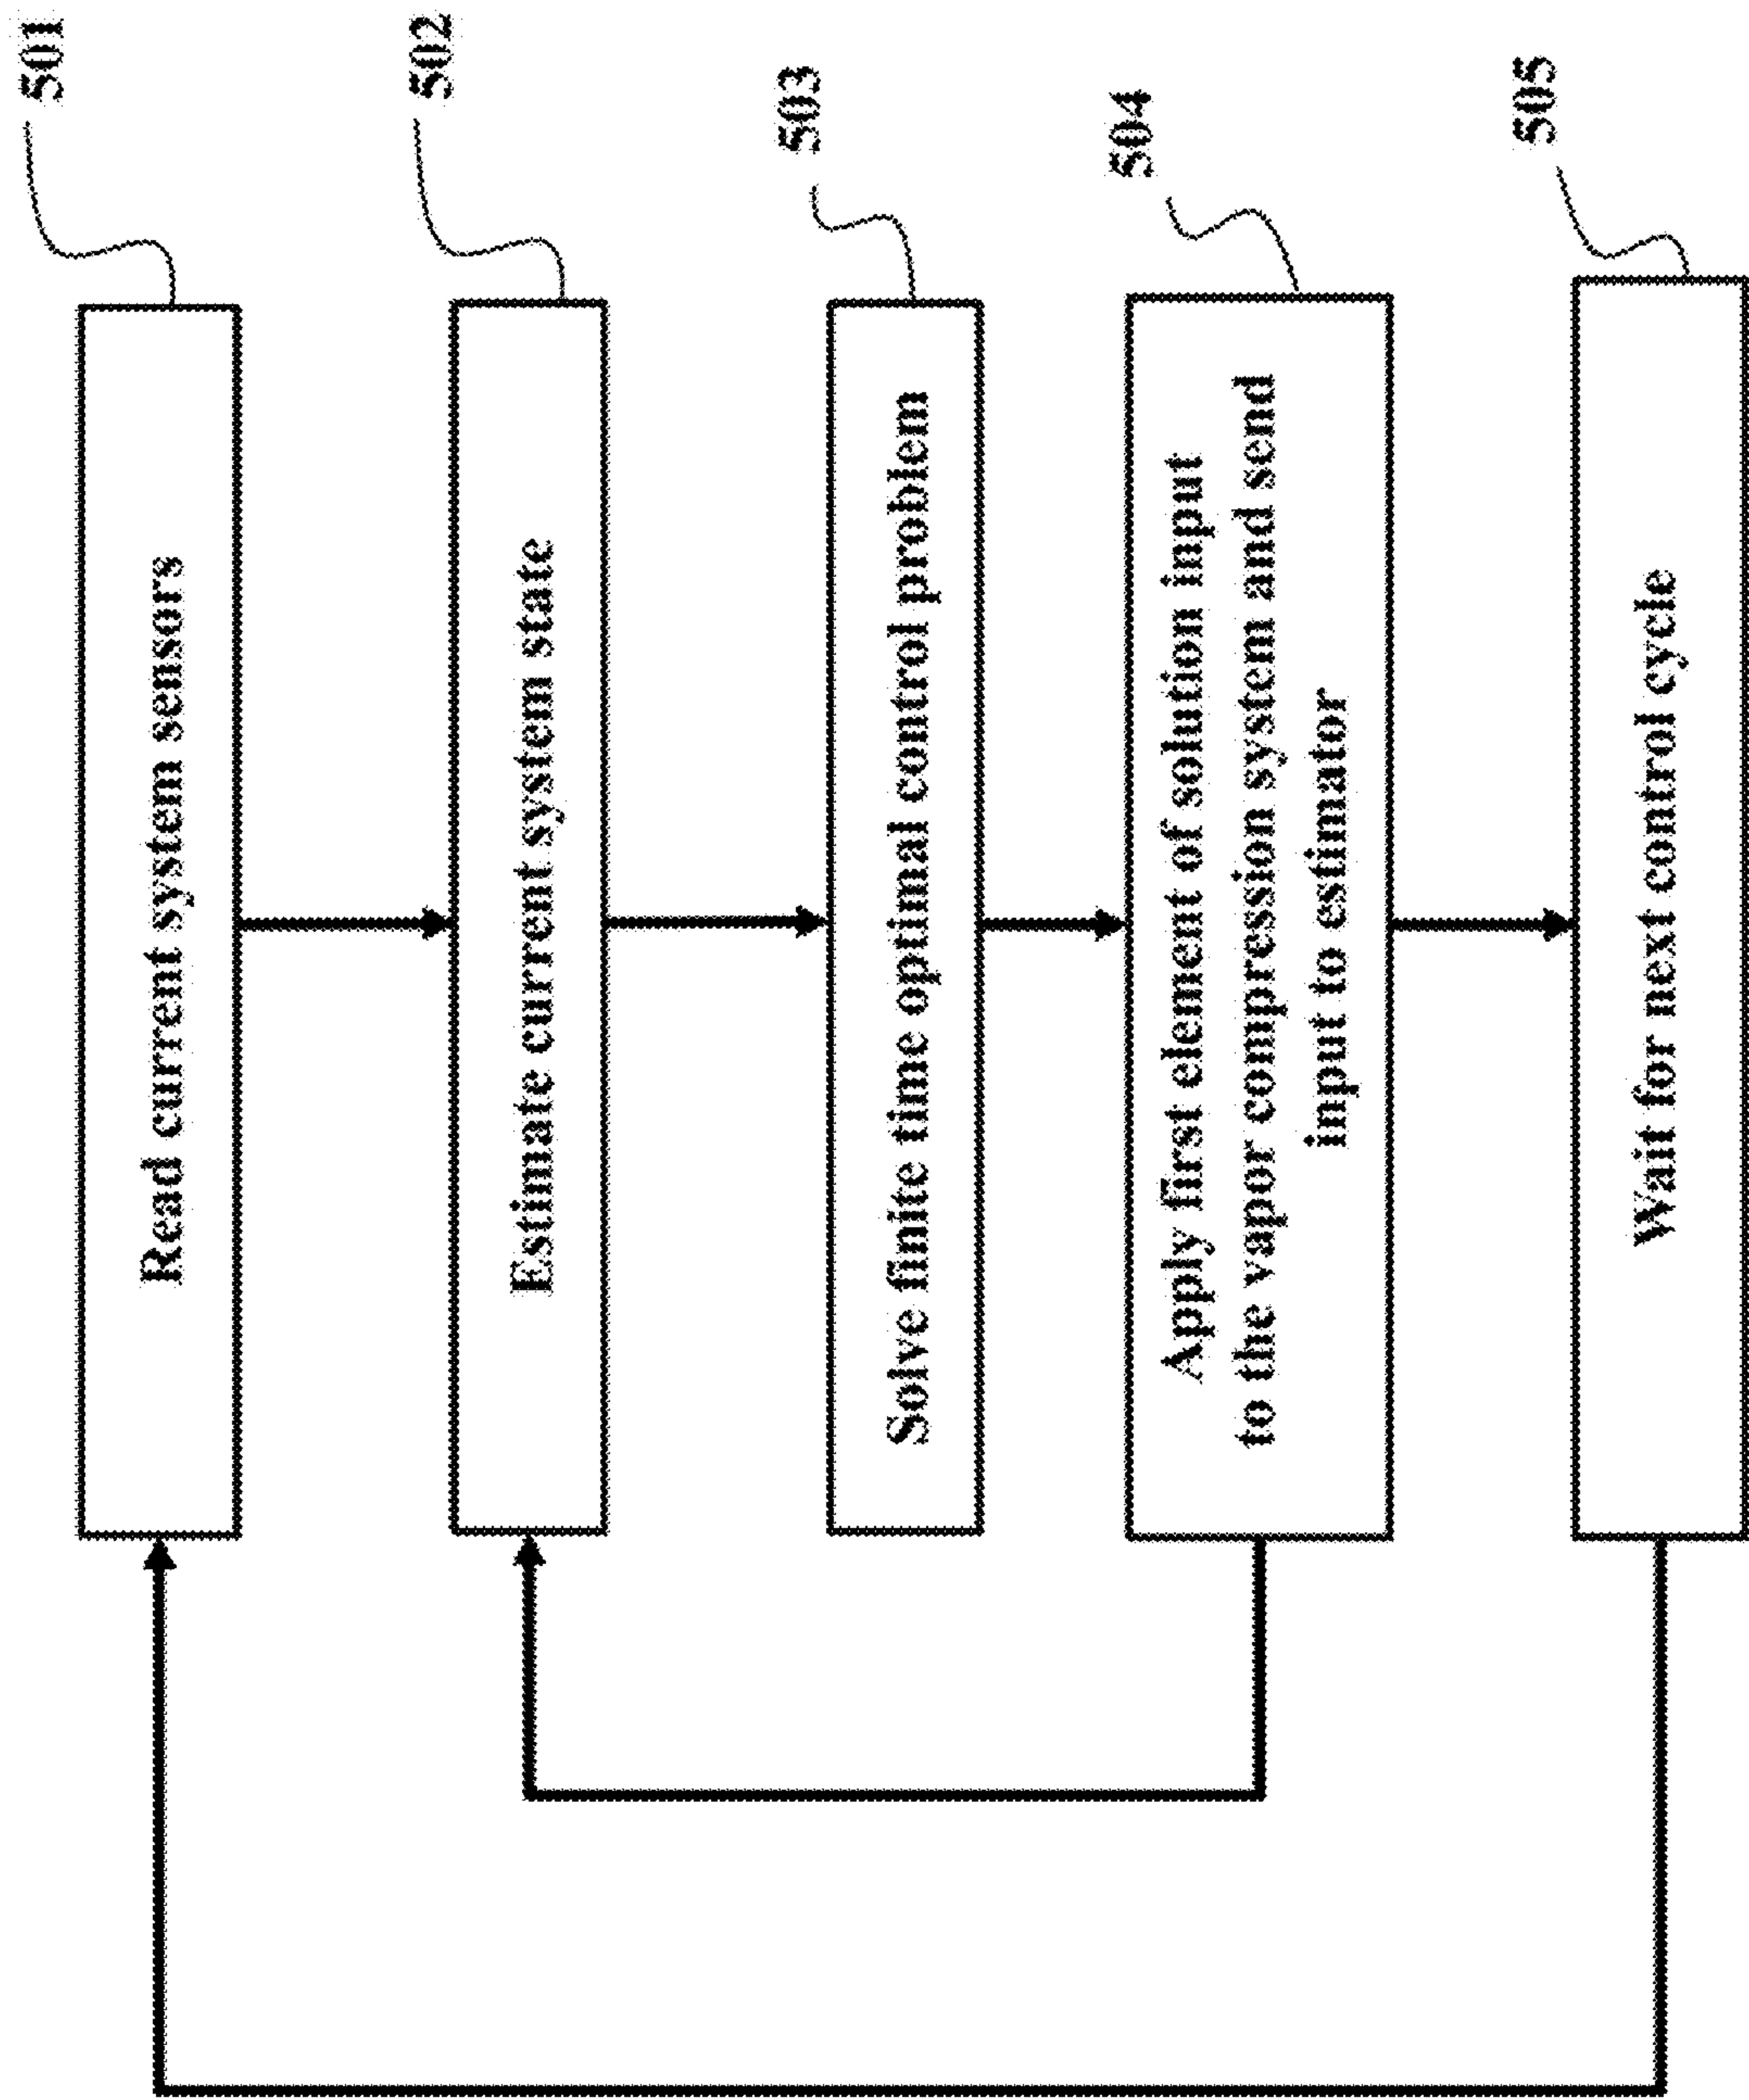 501
Read current system sensors
502
Estimate current system state
503
Solve finite time optimal control problem
504
Apply first element of solution input
to the vapor compression system and send
input to estimator
505
Wait for next control cycle